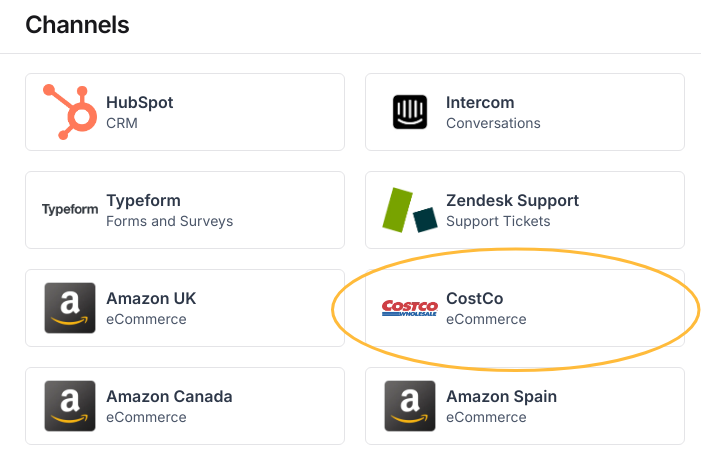 Channels
HubSpot
CRM
Intercom
Conversations
Typeform
Typeform
Forms and Surveys
Zendesk Support
Support Tickets
a
Amazon UK
eCommerce
COSTCO
WHOLESALE
CostCo
eCommerce
a
Amazon Canada
eCommerce
a
Amazon Spain
eCommerce